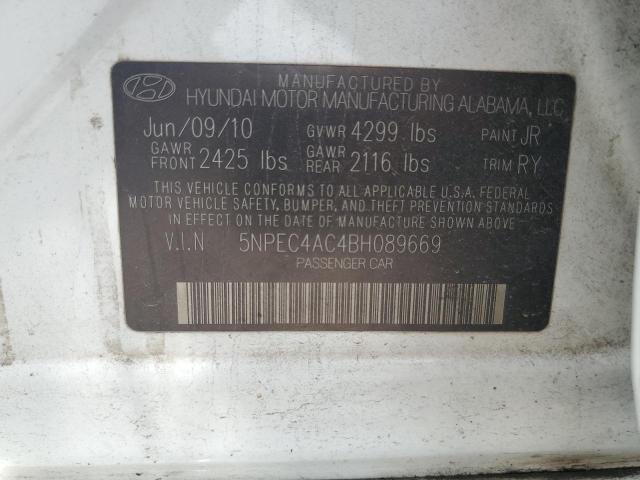 MANUFACTURED BY
HYUNDAI MOTOR MANUFACTURING ALABAMA, LLC
Jun/09/10 GVWR 4299 lbs PAINT JR
GAWR FRONT 2425 lbs GAWR REAR 2116 lbs TRIM RY
THIS VEHICLE CONFORMS TO ALL APPLICABLE U.S.A. FEDERAL
MOTOR VEHICLE SAFETY, BUMPER, AND THEFT PREVENTION STANDARDS
IN EFFECT ON THE DATE OF MANUFACTURE SHOWN ABOVE.
V.I.N 5NPEC4AC4BH089669
PASSENGER CAR